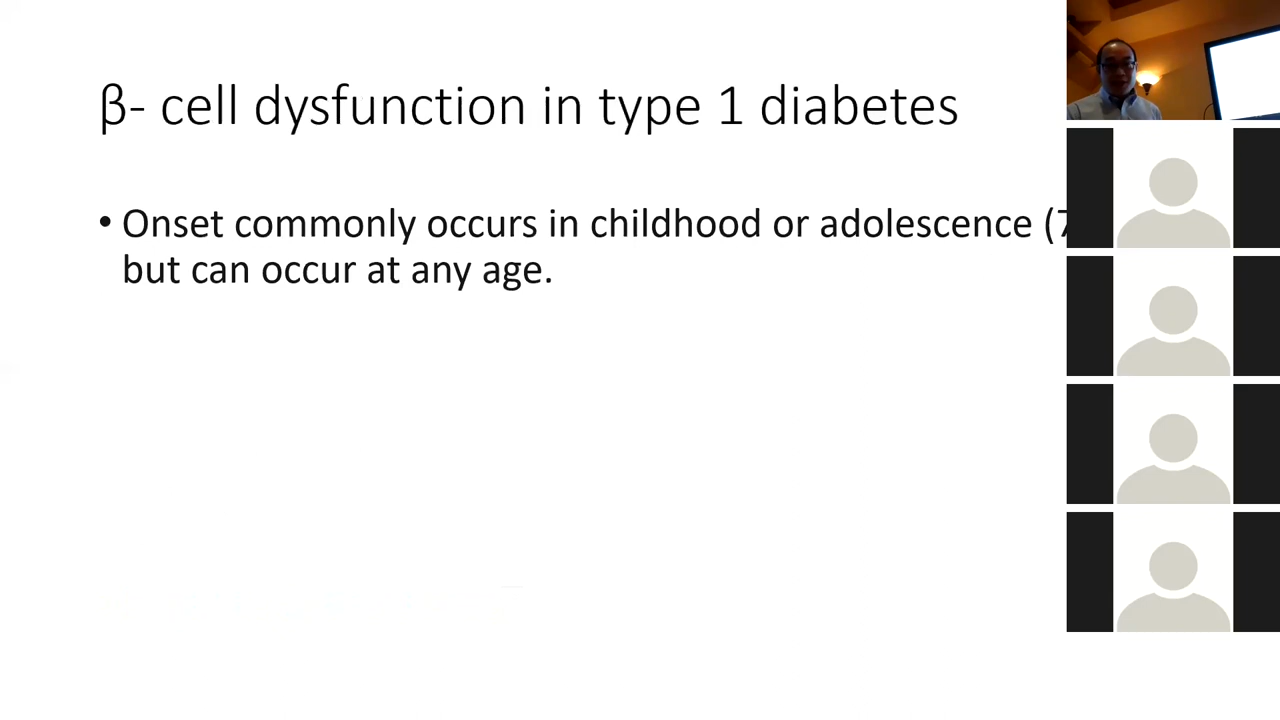 β- cell dysfunction in type 1 diabetes
• Onset commonly occurs in childhood or adolescence (7
but can occur at any age.